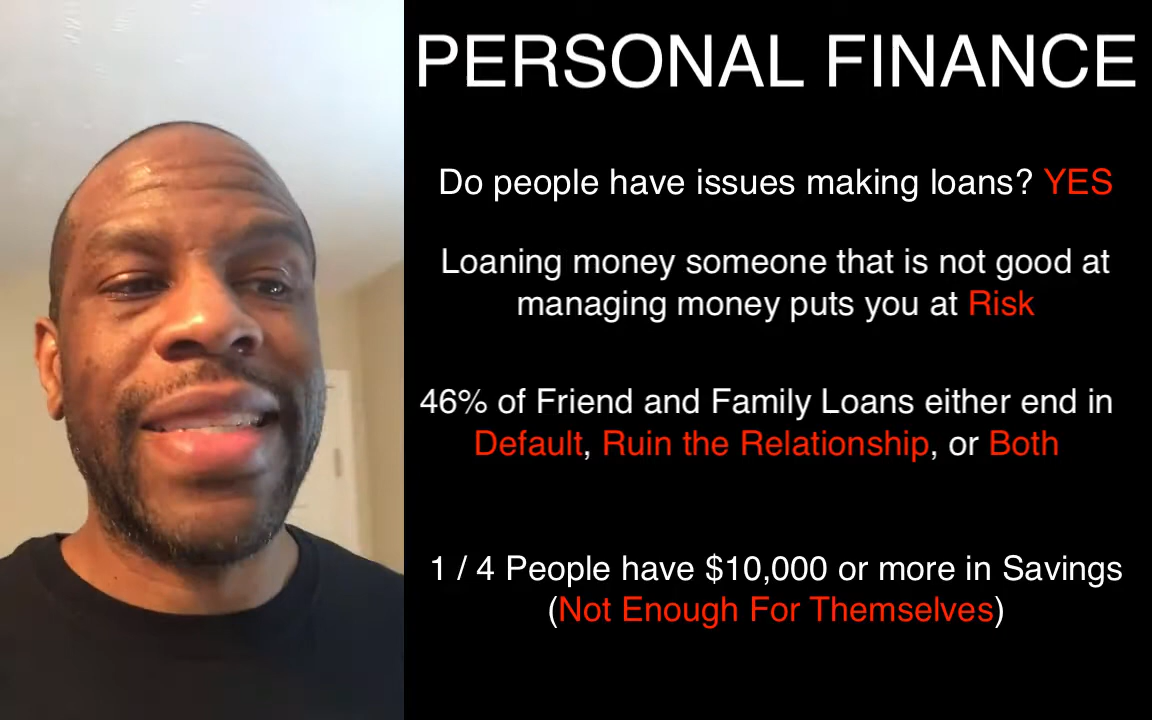 PERSONAL FINANCE
Do people have issues making loans? YES
Loaning money someone that is not good at
managing money puts you at Risk
46% of Friend and Family Loans either end in
Default, Ruin the Relationship, or Both
1 / 4 People have $10,000 or more in Savings
(Not Enough For Themselves)